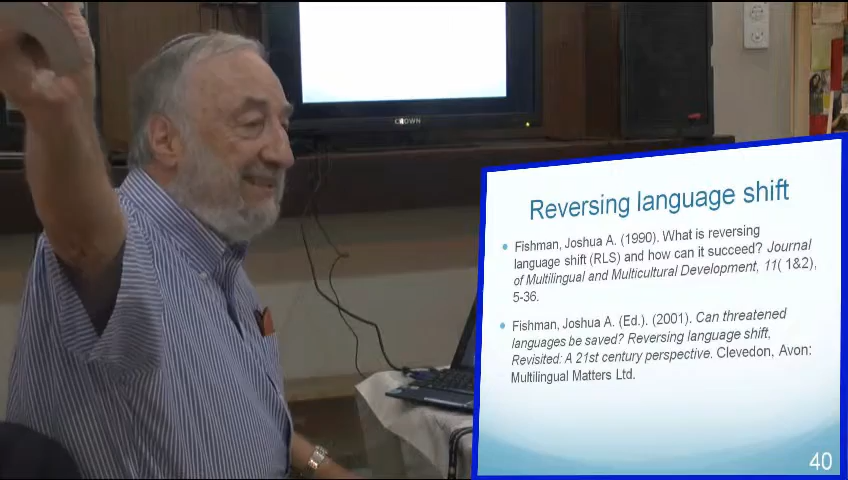 CROWN
Reversing language shift
Fishman, Joshua A. (1990). What is reversing
language shift (RLS) and how can it succeed? Journal
of Multilingual and Multicultural Development, 11( 1&2),
5-36.
Fishman, Joshua A. (Ed.). (2001). Can threatened
languages be saved? Reversing language shift,
Revisited: A 21st century perspective. Clevedon, Avon:
Multilingual Matters Ltd.
40